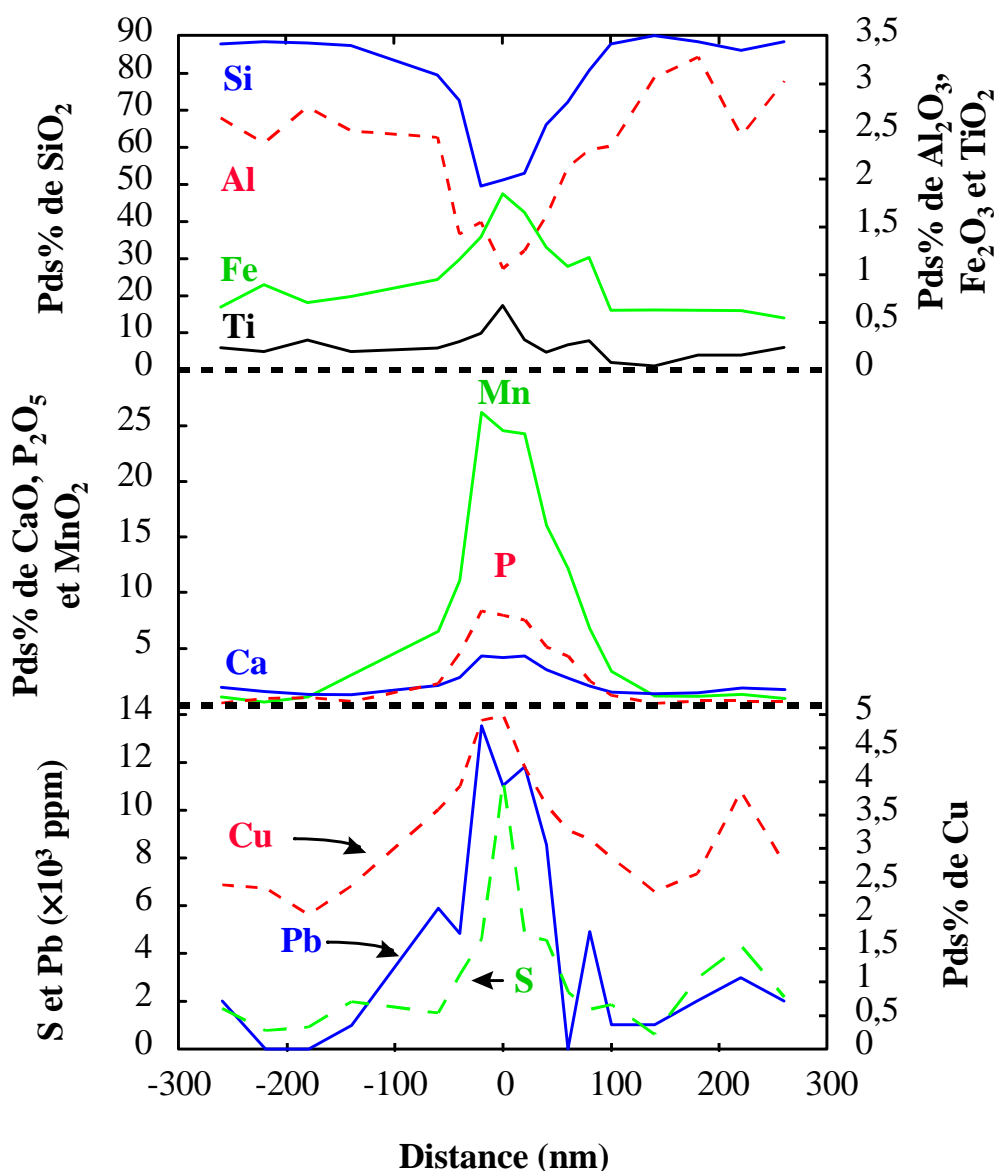 90
80
70
60
50
40
30
20
10
0
Pds% de SiO2
Si
Al
Fe
Ti
3,5
3
2,5
2
1,5
1
0,5
0
Pds% de Al2O3,
Fe2O3 et TiO2
25
20
15
10
5
Pds% de CaO, P2O5
et MnO2
Mn
P
Ca
14
12
10
8
6
4
2
0
S et Pb (×10³ ppm)
Cu
Pb
S
5
4,5
4
3,5
3
2,5
2
1,5
1
0,5
0
Pds% de Cu
-300 -200 -100 0 100 200 300
Distance (nm)